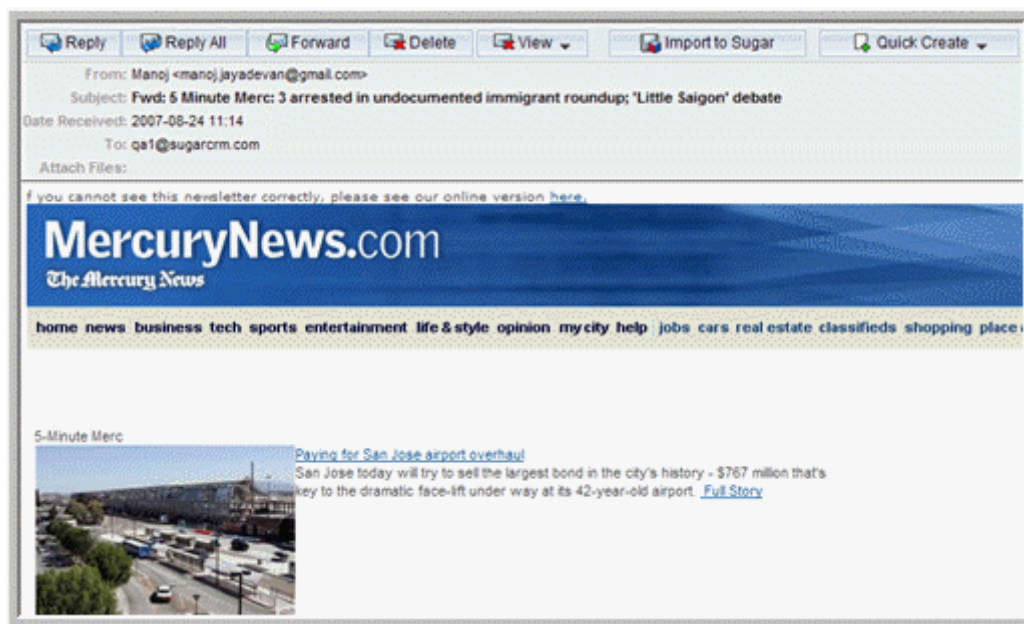 Reply Reply All Forward Delete View Import to Sugar Quick Create
From: Manoj <manoj.jayadevan@gmail.com>
Subject: Fwd: 5 Minute Merc: 3 arrested in undocumented immigrant roundup; 'Little Saigon' debate
Date Received: 2007-08-24 11:14
To: qa1@sugarcrm.com
Attach Files:
f you cannot see this newsletter correctly, please see our online version here.
MercuryNews.com
The Mercury News
home news business tech sports entertainment life & style opinion my city help jobs cars real estate classifieds shopping place
5-Minute Merc
Paying for San Jose airport overhaul
San Jose today will try to sell the largest bond in the city's history - $767 million that's
key to the dramatic face-lift under way at its 42-year-old airport. Full Story